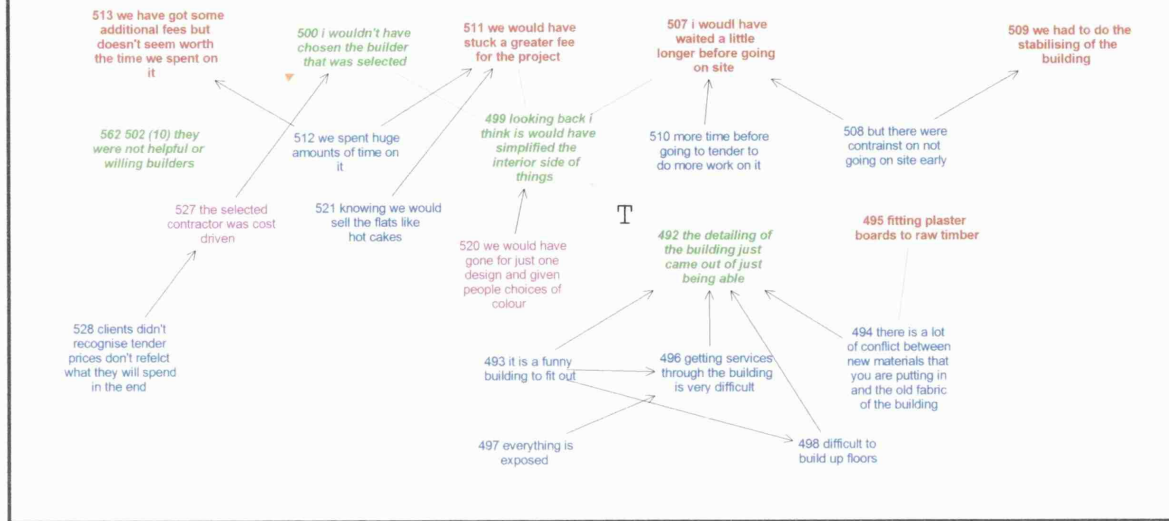 513 we have got some
additional fees but
doesn't seem worth
the time we spent on
it
500 i wouldn't have
chosen the builder
that was selected
511 we would have
stuck a greater fee
for the project
507 i woudl have
waited a little
longer before going
on site
509 we had to do the
stabilising of the
building
562 502 (10) they
were not helpful or
willing builders
512 we spent huge
amounts of time on
it
499 looking back i
think is would have
simplified the
interior side of
things
510 more time before
going to tender to
do more work on it
508 but there were
contrainst on not
going on site early
527 the selected
contractor was cost
driven
521 knowing we would
sell the flats like
hot cakes
520 we would have
gone for just one
design and given
people choices of
colour
T
492 the detailing of
the building just
came out of just
being able
495 fitting plaster
boards to raw timber
528 clients didn't
recognise tender
prices don't refelct
what they will spend
in the end
493 it is a funny
building to fit out
496 getting services
through the building
is very difficult
494 there is a lot
of conflict between
new materials that
you are putting in
and the old fabric
of the building
497 everything is
exposed
498 difficult to
build up floors